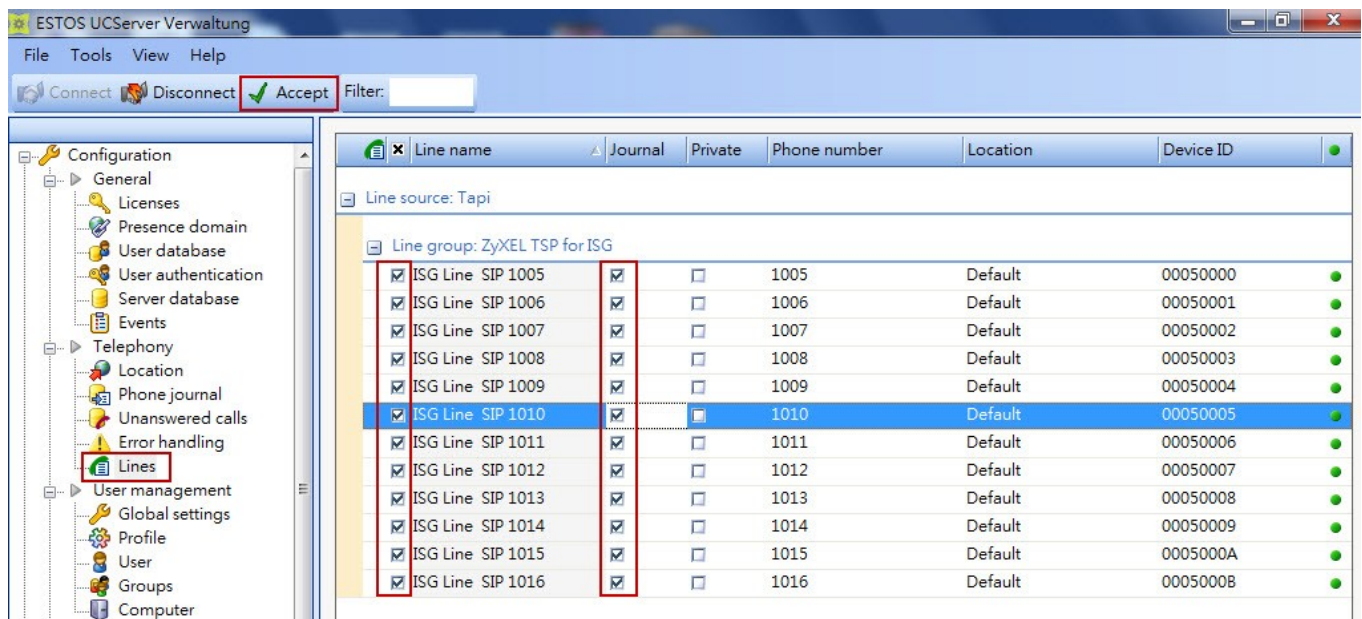 ESTOS UCServer Verwaltung
File Tools View Help
Connect Disconnect Accept Filter:
Configuration
General
Licenses
Presence domain
User database
User authentication
Server database
Events
Telephony
Location
Phone journal
Unanswered calls
Error handling
Lines
User management
Global settings
Profile
User
Groups
Computer
Line name Journal Private Phone number Location Device ID
Line source: Tapi
Line group: ZyXEL TSP for ISG
ISG Line SIP 1005 1005 Default 00050000
ISG Line SIP 1006 1006 Default 00050001
ISG Line SIP 1007 1007 Default 00050002
ISG Line SIP 1008 1008 Default 00050003
ISG Line SIP 1009 1009 Default 00050004
ISG Line SIP 1010 1010 Default 00050005
ISG Line SIP 1011 1011 Default 00050006
ISG Line SIP 1012 1012 Default 00050007
ISG Line SIP 1013 1013 Default 00050008
ISG Line SIP 1014 1014 Default 00050009
ISG Line SIP 1015 1015 Default 0005000A
ISG Line SIP 1016 1016 Default 0005000B